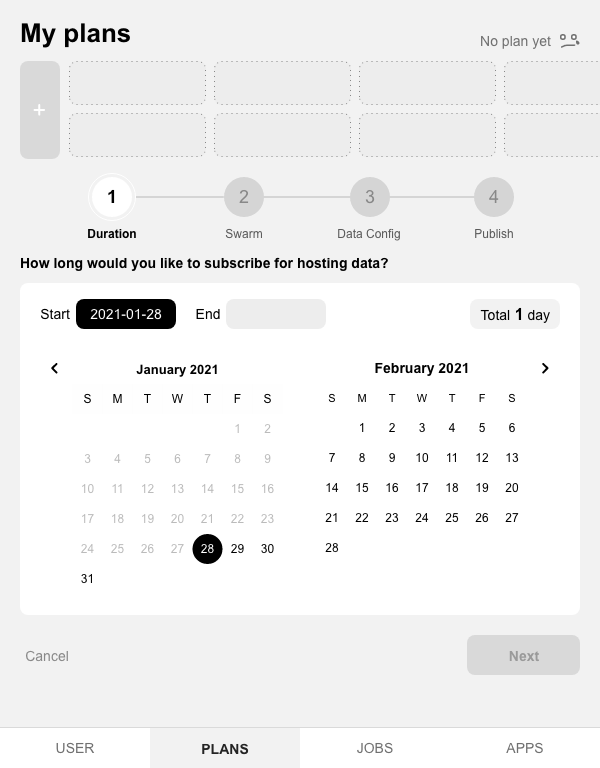 My plans
No plan yet
+
1 2 3 4
Duration Swarm Data Config Publish
How long would you like to subscribe for hosting data?
Start 2021-01-28 End Total 1 day
January 2021
S M T W T F S
1 2
3 4 5 6 7 8 9
10 11 12 13 14 15 16
17 18 19 20 21 22 23
24 25 26 27 28 29 30
31
February 2021
S M T W T F S
1 2 3 4 5 6
7 8 9 10 11 12 13
14 15 16 17 18 19 20
21 22 23 24 25 26 27
28
Cancel Next
USER PLANS JOBS APPS